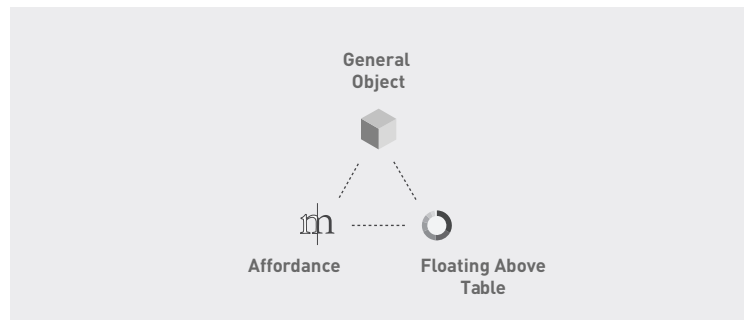 General
Object
Affordance
Floating Above
Table